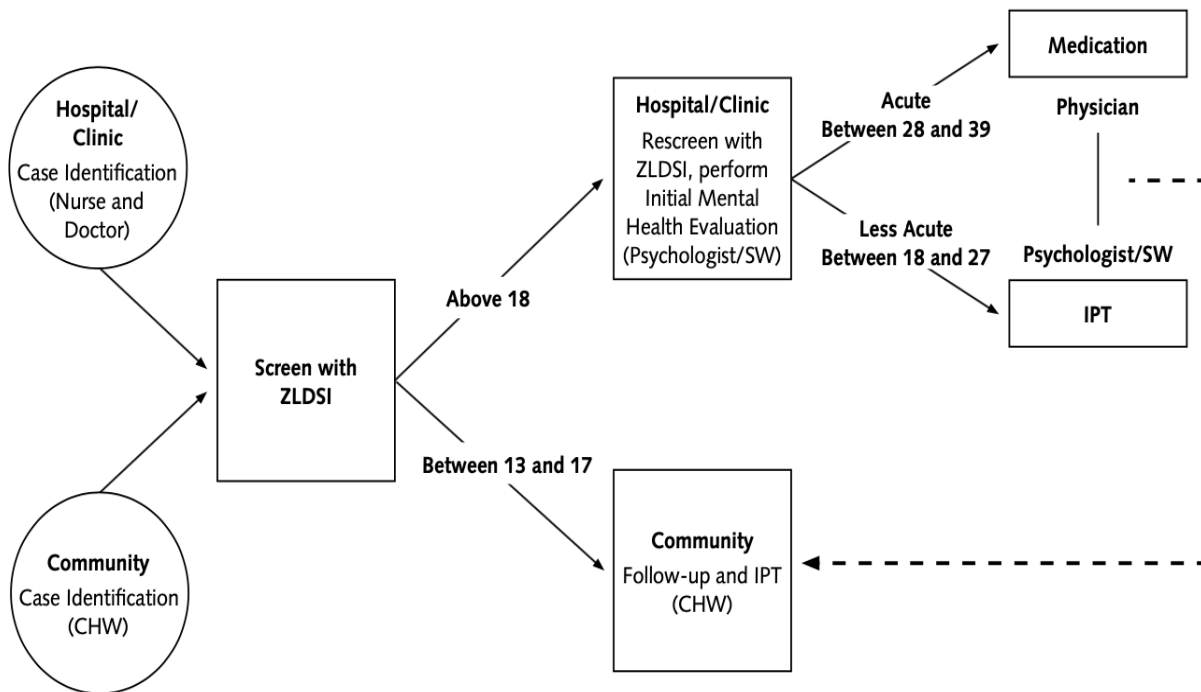 Hospital/
Clinic
Case Identification
(Nurse and
Doctor)
Community
Case Identification
(CHW)
Screen with
ZLDSI
Above 18
Between 13 and 17
Hospital/Clinic
Rescreen with
ZLDSI, perform
Initial Mental
Health Evaluation
(Psychologist/SW)
Community
Follow-up and IPT
(CHW)
Acute
Between 28 and 39
Less Acute
Between 18 and 27
Medication
Physician
Psychologist/SW
IPT